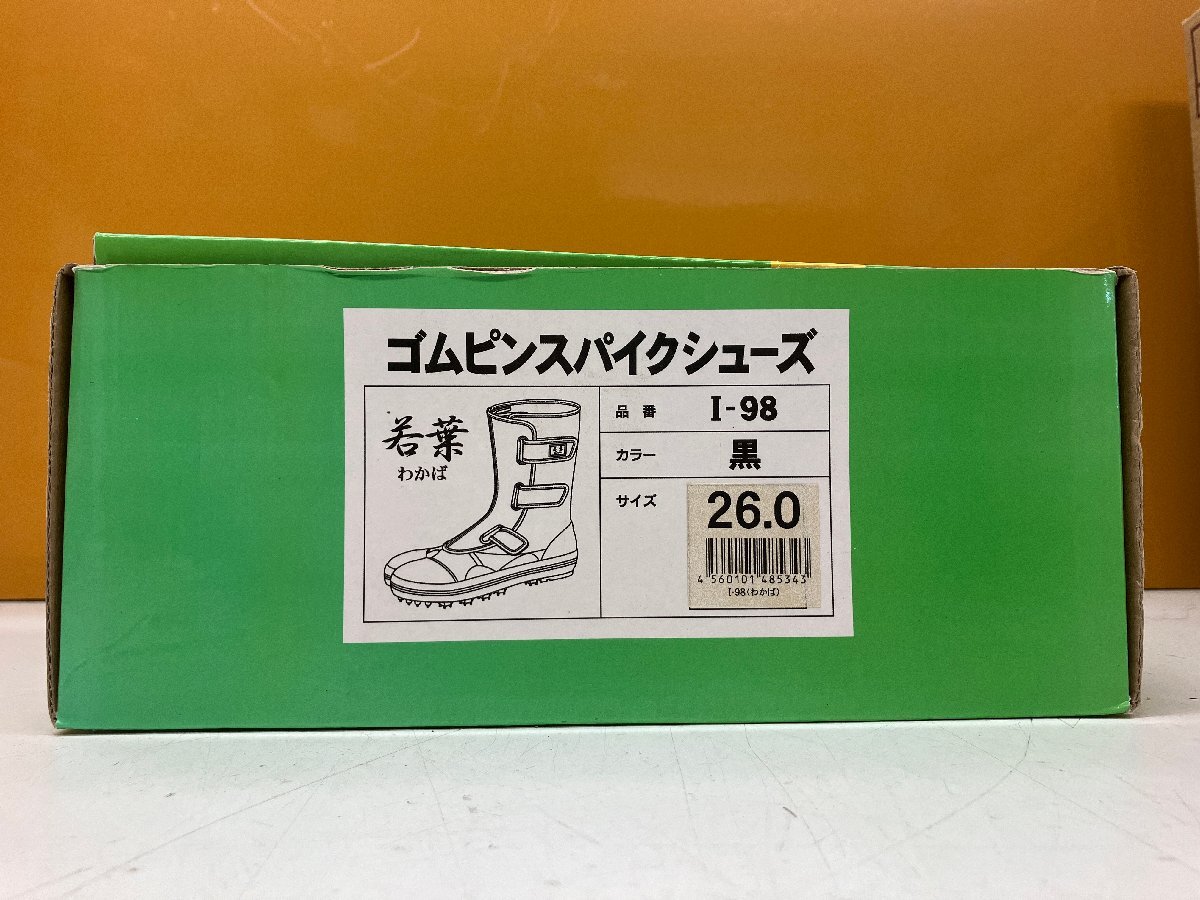 ゴムピンスパイクシューズ
若葉
わかば
品番 I-98
カラー 黒
サイズ 26.0
4 560101 485343
I-98(わかば)